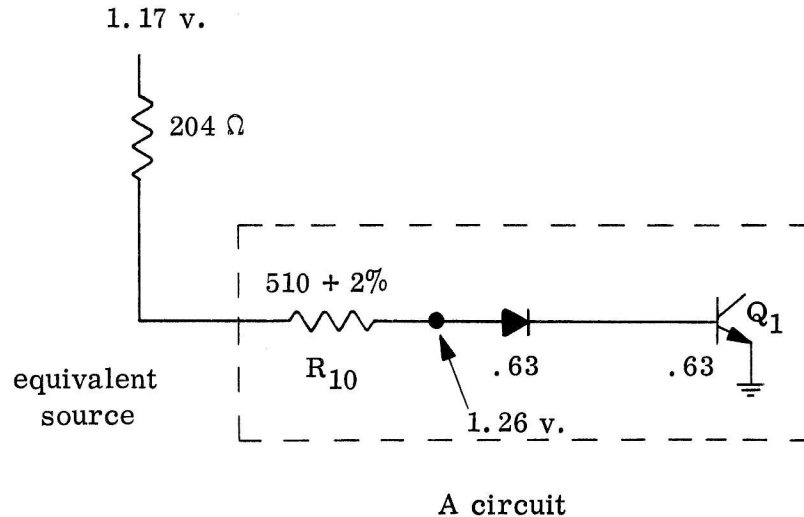 1.17 v.
204 Ω
510 + 2%
R10
.63
.63
Q1
1.26 v.
equivalent
source
A circuit